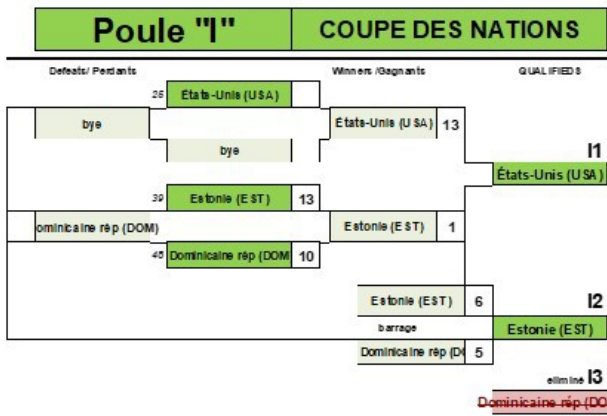 Poule "I" COUPE DES NATIONS
Defeats/ Perdants Winners /Gagnants QUALIFIEDS
25 États-Unis (USA)
bye États-Unis (USA) 13
bye I1
États-Unis (USA)
39 Estonie (EST) 13
ominicaine rép (DOM) Estonie (EST) 1
45 Dominicaine rép (DOM 10
Estonie (EST) 6 I2
barrage Estonie (EST)
Dominicaine rép (DO 5
eliminé I3
Dominicaine rép (DO